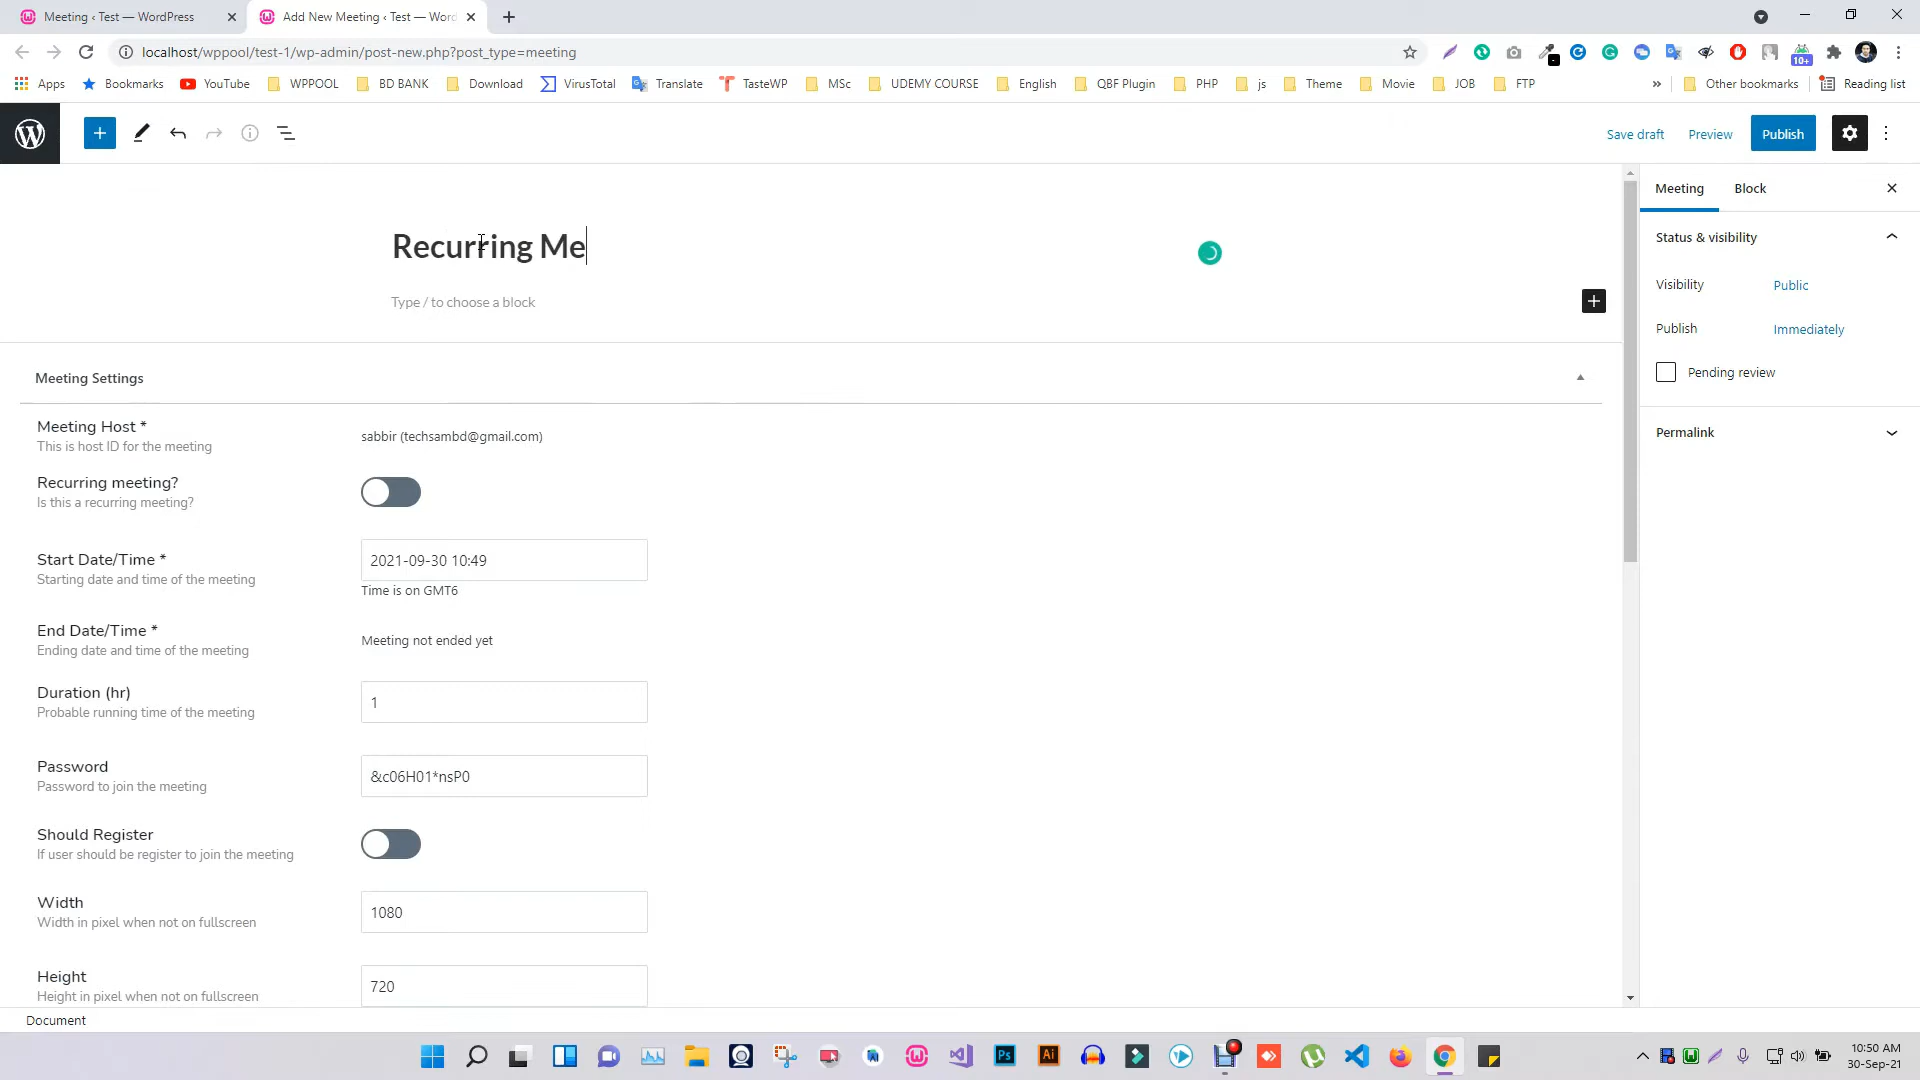 Meeting ‹ Test — WordPress
Add New Meeting ‹ Test — Word
localhost/wppool/test-1/wp-admin/post-new.php?post_type=meeting
10+
Apps
Bookmarks
YouTube
WPPOOL
BD BANK
Download
VirusTotal
Translate
TasteWP
MSc
UDEMY COURSE
English
QBF Plugin
PHP
js
Theme
Movie
JOB
FTP
»
Other bookmarks
Reading list
Save draft
Preview
Publish
Meeting
Block
Recurring Me
Type / to choose a block
Status & visibility
Visibility
Public
Publish
Immediately
Pending review
Permalink
Meeting Settings
Meeting Host *
This is host ID for the meeting
sabbir (techsambd@gmail.com)
Recurring meeting?
Is this a recurring meeting?
Start Date/Time *
Starting date and time of the meeting
2021-09-30 10:49
Time is on GMT6
End Date/Time *
Ending date and time of the meeting
Meeting not ended yet
Duration (hr)
Probable running time of the meeting
1
Password
Password to join the meeting
&c06H01*nsP0
Should Register
If user should be register to join the meeting
Width
Width in pixel when not on fullscreen
1080
Height
Height in pixel when not on fullscreen
720
Document
Ps
Ai
10:50 AM
30-Sep-21